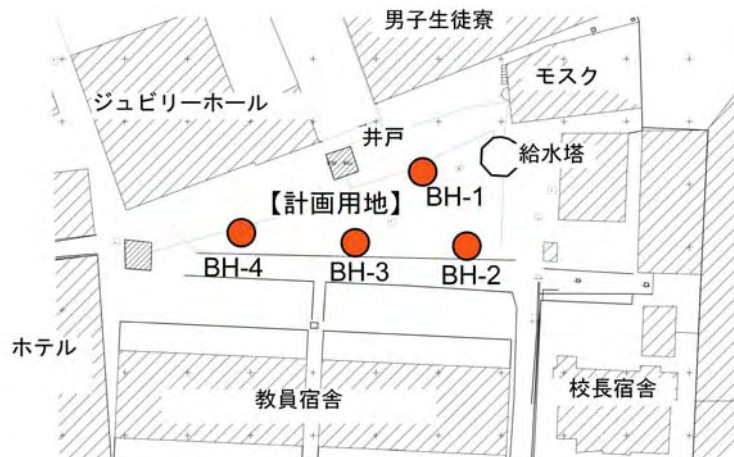 男子生徒寮
モスク
ジュビリーホール
井戸
給水塔
BH-1
【計画用地】
BH-4
BH-3
BH-2
ホテル
教員宿舎
校長宿舎